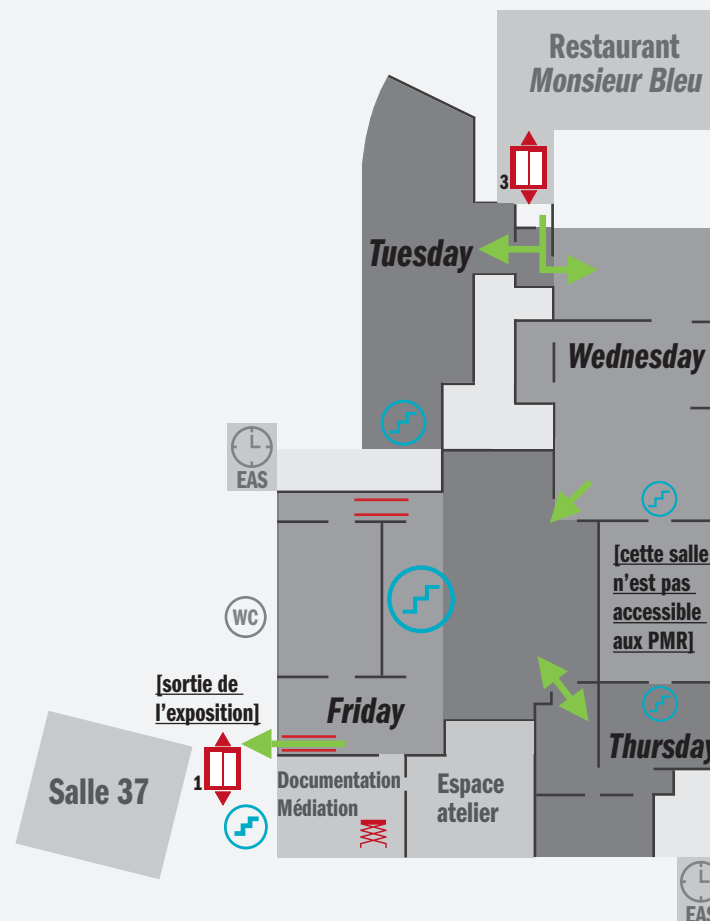 Restaurant
Monsieur Bleu
3
Tuesday
Wednesday
EAS
[cette salle
n'est pas
accessible
aux PMR]
WC
[sortie de
l'exposition]
Friday
Thursday
Salle 37
1
Documentation
Médiation
Espace
atelier
EAS